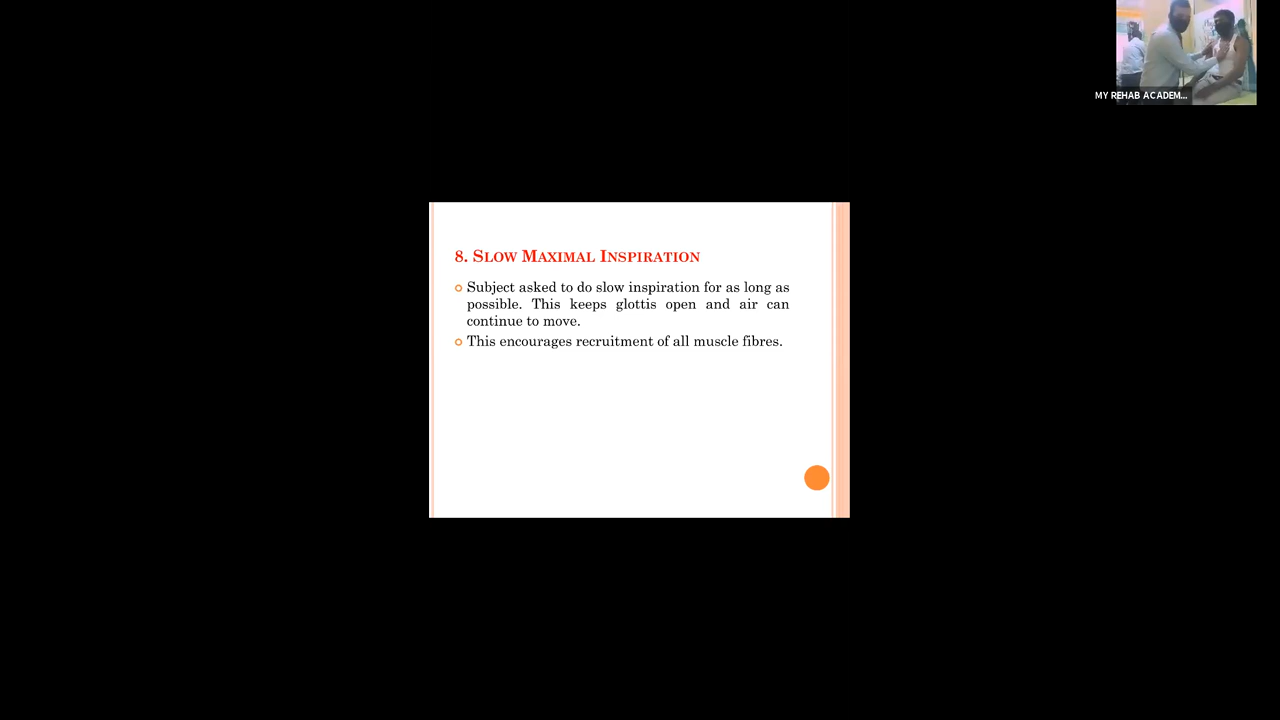 MY REHAB ACADEM...
8. SLOW MAXIMAL INSPIRATION
Subject asked to do slow inspiration for as long as
possible. This keeps glottis open and air can
continue to move.
This encourages recruitment of all muscle fibres.